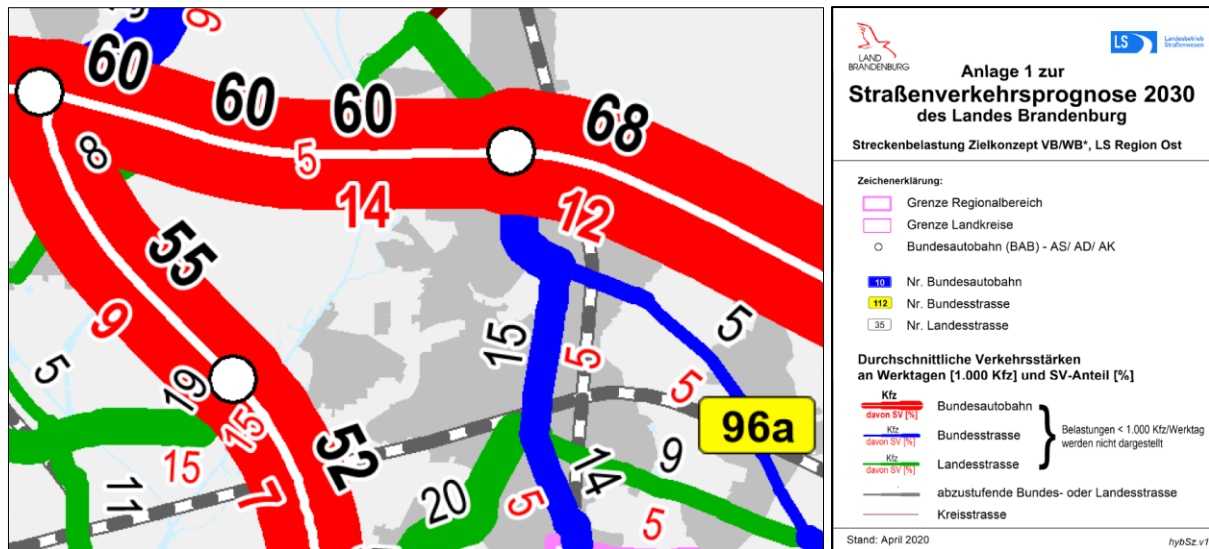 6
60
60
60
68
8
5
14
12
55
9
5
19
15
15
11
7
52
15
5
5
5
96a
9
14
20
5
5
LAND
BRANDENBURG
LS
Landesbetrieb
Straßenwesen
Anlage 1 zur
Straßenverkehrsprognose 2030
des Landes Brandenburg
Streckenbelastung Zielkonzept VB/WB*, LS Region Ost
Zeichenerklärung:
Grenze Regionalbereich
Grenze Landkreise
Bundesautobahn (BAB) - AS/ AD/ AK
10 Nr. Bundesautobahn
112 Nr. Bundesstrasse
35 Nr. Landesstrasse
Durchschnittliche Verkehrsstärken
an Werktagen [1.000 Kfz] und SV-Anteil [%]
Kfz
davon SV [%]
Bundesautobahn
Kfz
davon SV [%]
Bundesstrasse
Kfz
davon SV [%]
Landesstrasse
Belastungen < 1.000 Kfz/Werktag
werden nicht dargestellt
abzustufende Bundes- oder Landesstrasse
Kreisstrasse
Stand: April 2020
hybSz.v1